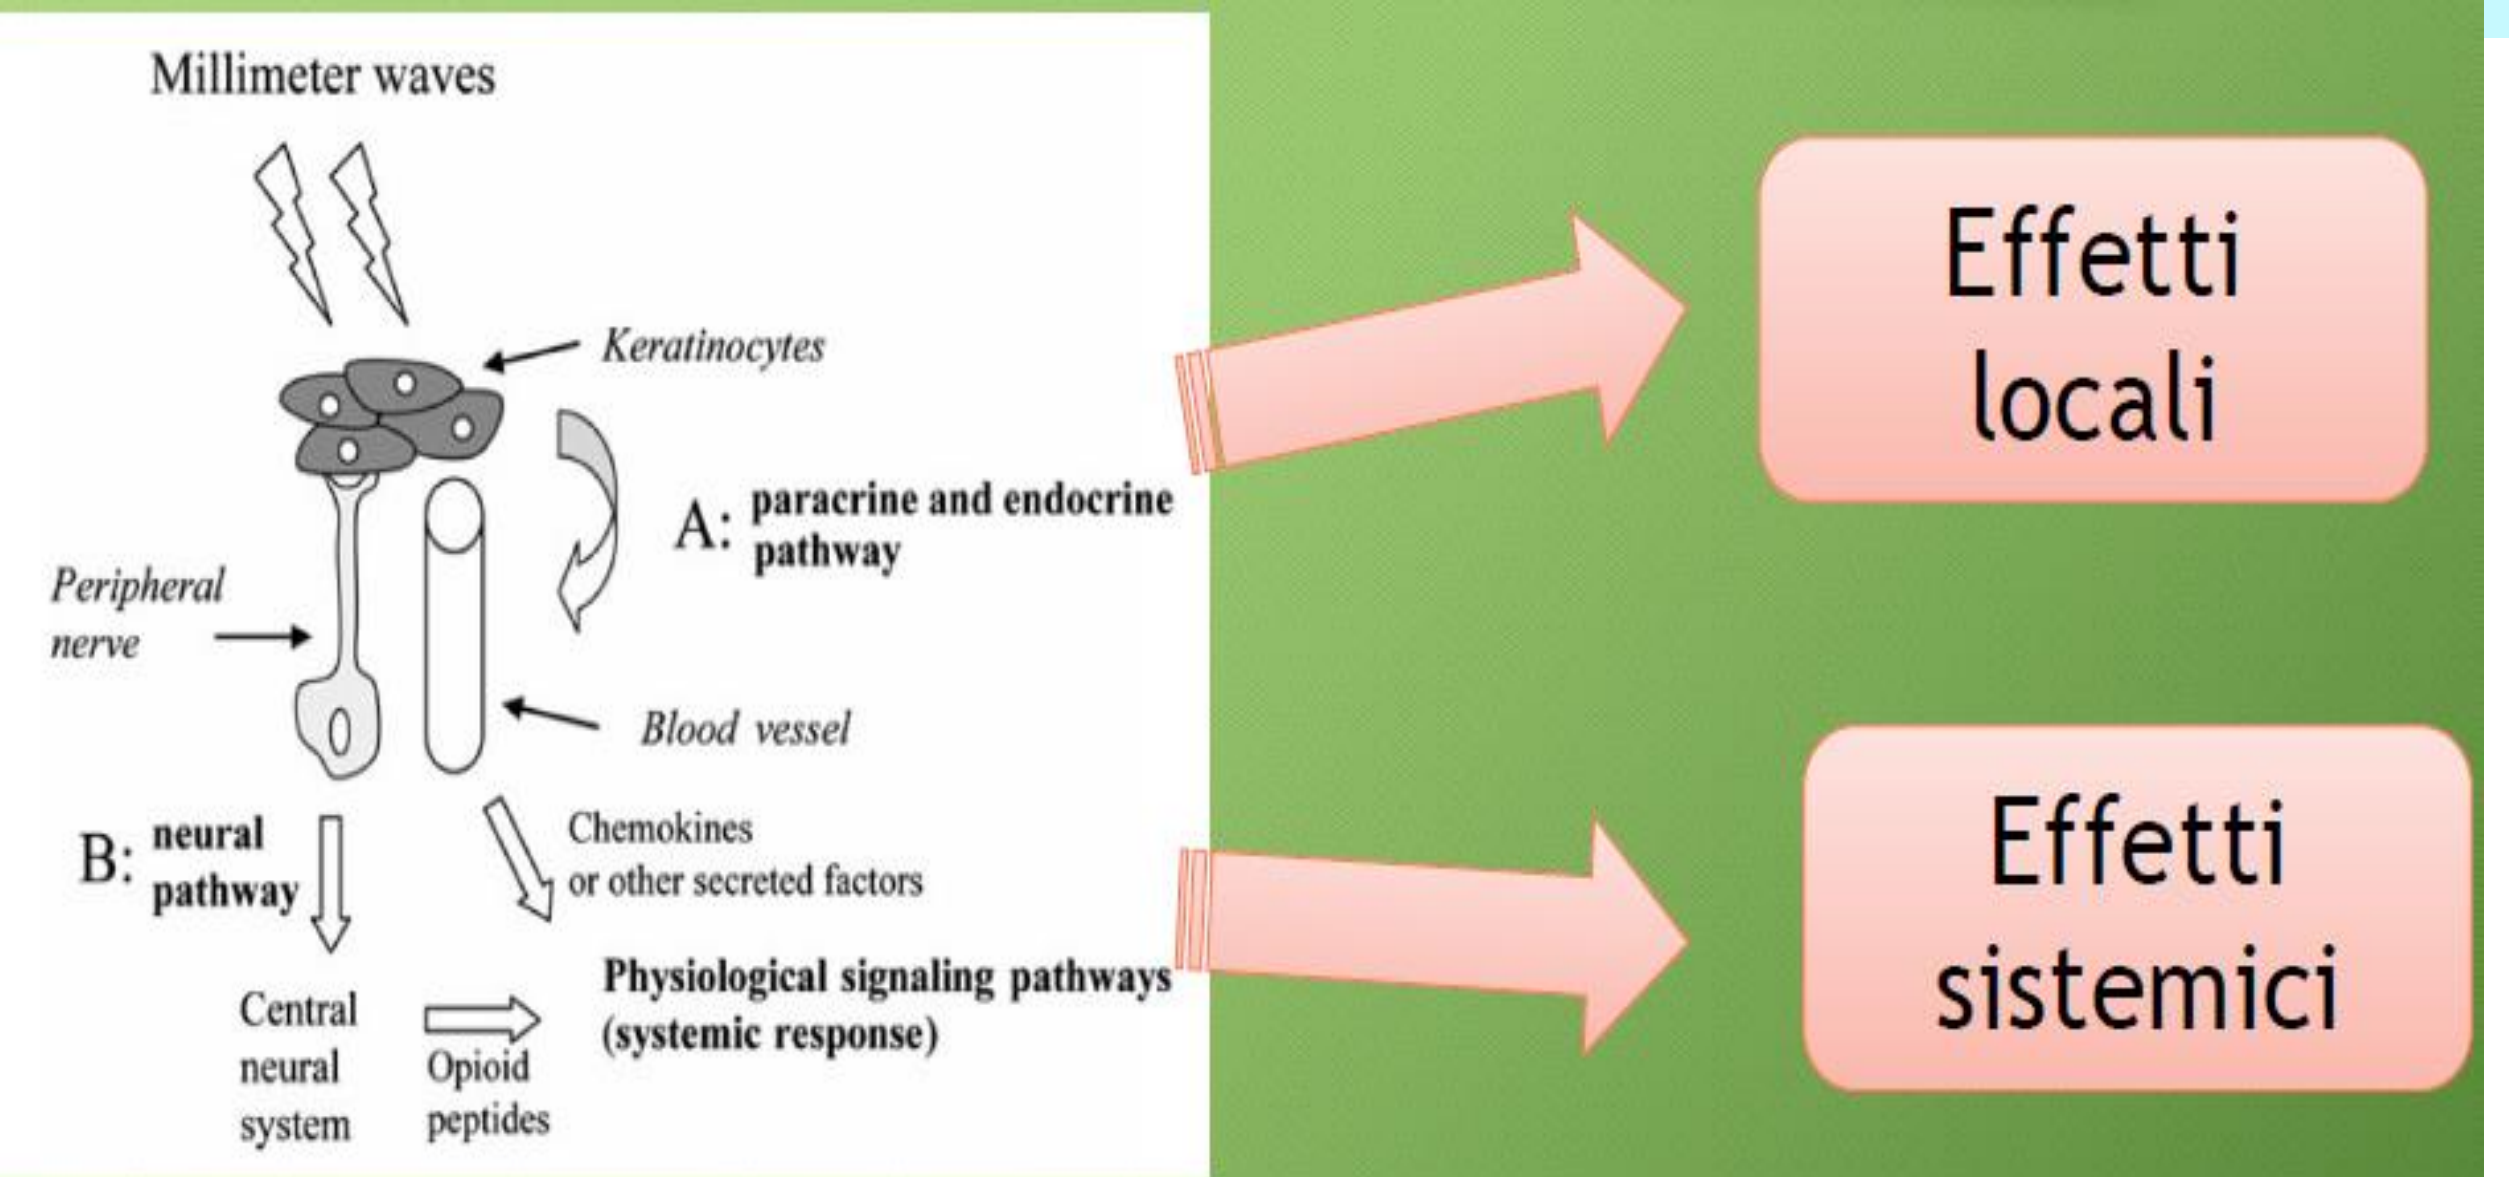 Millimeter waves
Keratinocytes
A: paracrine and endocrine
pathway
Peripheral
nerve
Blood vessel
B: neural
pathway
Chemokines
or other secreted factors
Central
neural
system
Opioid
peptides
Physiological signaling pathways
(systemic response)
Effetti
locali
Effetti
sistemici